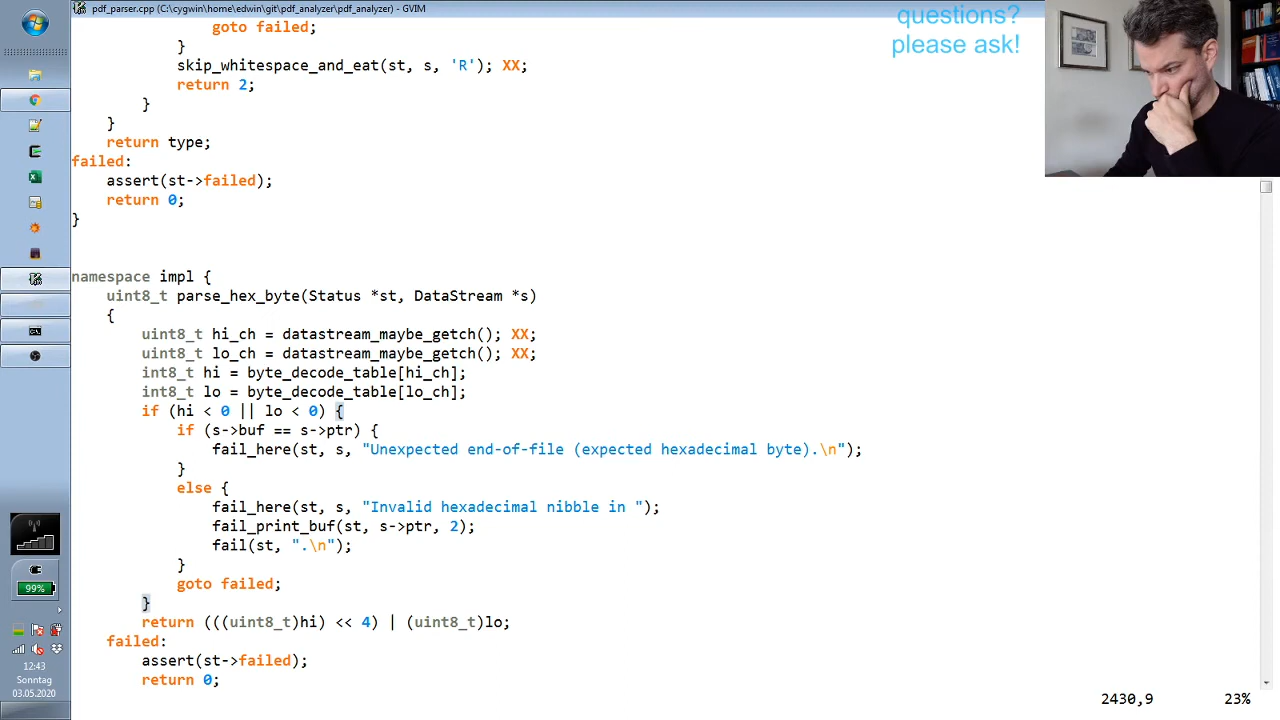 pdf_parser.cpp (C:\cygwin\home\edwin\git\pdf_analyzer\pdf_analyzer) - GVIM
questions?
please ask!
goto failed;
}
skip_whitespace_and_eat(st, s, 'R'); XX;
return 2;
}
}
return type;
failed:
assert(st->failed);
return 0;
}
namespace impl {
uint8_t parse_hex_byte(Status *st, DataStream *s)
{
uint8_t hi_ch = datastream_maybe_getch(); XX;
uint8_t lo_ch = datastream_maybe_getch(); XX;
int8_t hi = byte_decode_table[hi_ch];
int8_t lo = byte_decode_table[lo_ch];
if (hi < 0 || lo < 0) {
if (s->buf == s->ptr) {
fail_here(st, s, "Unexpected end-of-file (expected hexadecimal byte).\n");
}
else {
fail_here(st, s, "Invalid hexadecimal nibble in ");
fail_print_buf(st, s->ptr, 2);
fail(st, ".\n");
}
goto failed;
}
return (((uint8_t)hi) << 4) | (uint8_t)lo;
failed:
assert(st->failed);
return 0;
2430,9 23%
99%
12:43
Sonntag
03.05.2020